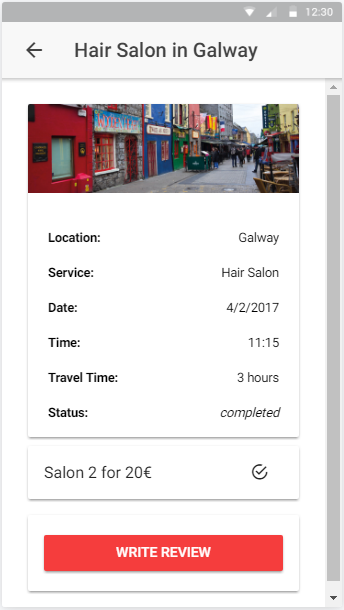 12:30
Hair Salon in Galway
Location: Galway
Service: Hair Salon
Date: 4/2/2017
Time: 11:15
Travel Time: 3 hours
Status: completed
Salon 2 for 20€
WRITE REVIEW